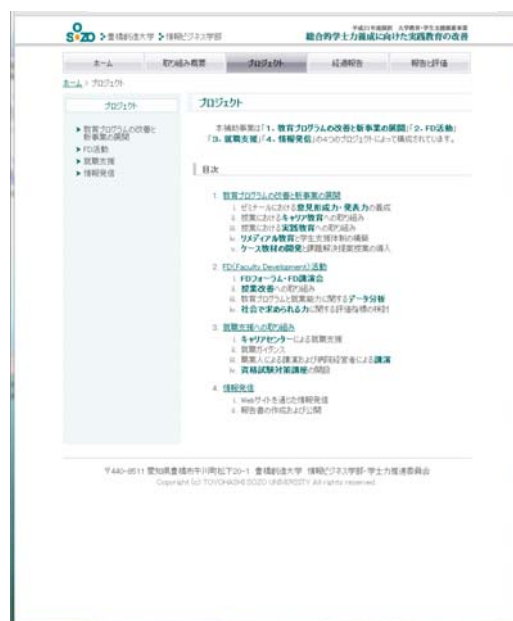 SOZO 豊橋創造大学 情報ビジネス学部
平成21年度採択 大学教育・学生支援推進事業
総合的学士力養成に向けた実践教育の改善
ホーム 取り組み概要 プロジェクト 経過報告 報告と評価
ホーム > プロジェクト
プロジェクト
教育プログラムの改善と
新事業の展開
FD活動
就職支援
情報発信
プロジェクト
本補助事業は「1. 教育プログラムの改善と新事業の展開」「2. FD活動」
「3. 就職支援」「4. 情報発信」の4つのプロジェクトによって構成されています。
目次
1. 教育プログラムの改善と新事業の展開
i. ゼミナールにおける意見形成力・発表力の養成
ii. 授業におけるキャリア教育への取り組み
iii. 授業における実践教育への取り組み
iv. リメディアル教育と学生支援体制の構築
v. ケース教材の開発と課題解決提案授業の導入
2. FD(Faculty Development)活動
i. FDフォーラム・FD講演会
ii. 授業改善への取り組み
iii. 教育プログラムと就業能力に関するデータ分析
iv. 社会で求められる力に関する評価指標の検討
3. 就職支援への取り組み
i. キャリアセンターによる就職支援
ii. 就職ガイダンス
iii. 職業人による講演および病院経営者による講演
iv. 資格試験対策講座の開設
4. 情報発信
i. Webサイトを通じた情報発信
ii. 報告書の作成および公開
〒440-8511 愛知県豊橋市牛川町松下20-1 豊橋創造大学 情報ビジネス学部・学士力推進委員会
Copyright (c) TOYOHASHI SOZO UNIVERSITY All rights reserved.